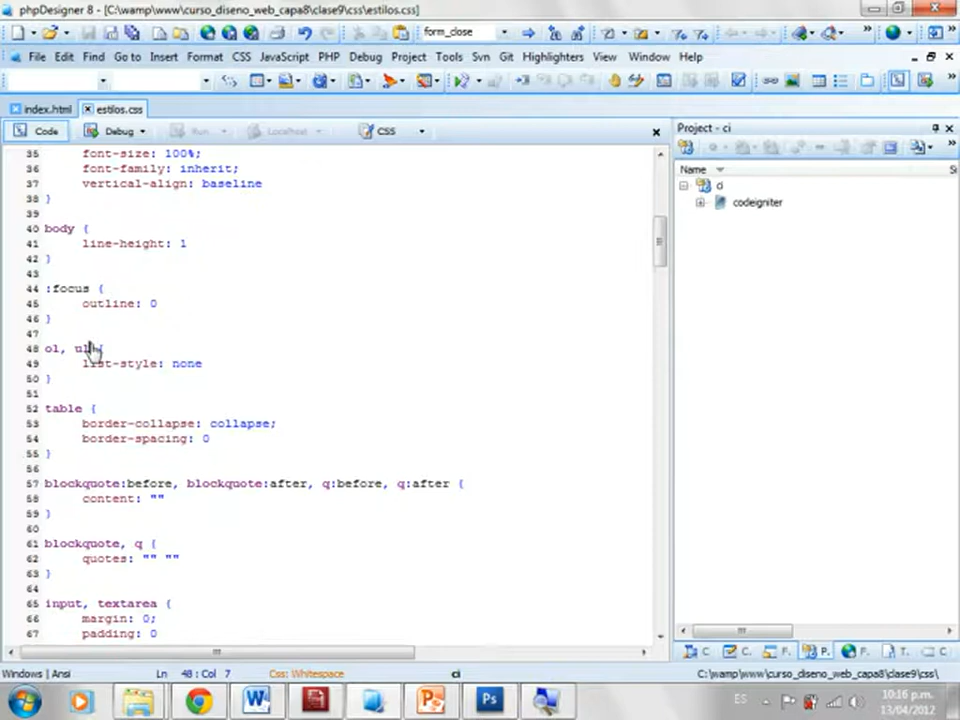 phpDesigner 8 - [C:\wamp\www\curso_diseno_web_capa8\clase9\css\estilos.css]
form_close
File Edit View Find Go to Insert Format CSS JavaScript PHP Debug Project Tools Svn Git Highlighters View Window Help
index.html estilos.css
Code Debug Run Localhost CSS
Project - ci
Name S
ci
codeigniter
35 font-size: 100%;
36 font-family: inherit;
37 vertical-align: baseline
38 }
39
40 body {
41 line-height: 1
42 }
43
44 :focus {
45 outline: 0
46 }
47
48 ol, ul {
49 list-style: none
50 }
51
52 table {
53 border-collapse: collapse;
54 border-spacing: 0
55 }
56
57 blockquote:before, blockquote:after, q:before, q:after {
58 content: ""
59 }
60
61 blockquote, q {
62 quotes: "" ""
63 }
64
65 input, textarea {
66 margin: 0;
67 padding: 0
C. C. F. P. F. T. C
Windows | Ansi Ln 48 : Col 7 Css: Whitespace ci C:\wamp\www\curso_diseno_web_capa8\clase9\css\estilos.css
ES 10:16 p.m.
13/04/2012